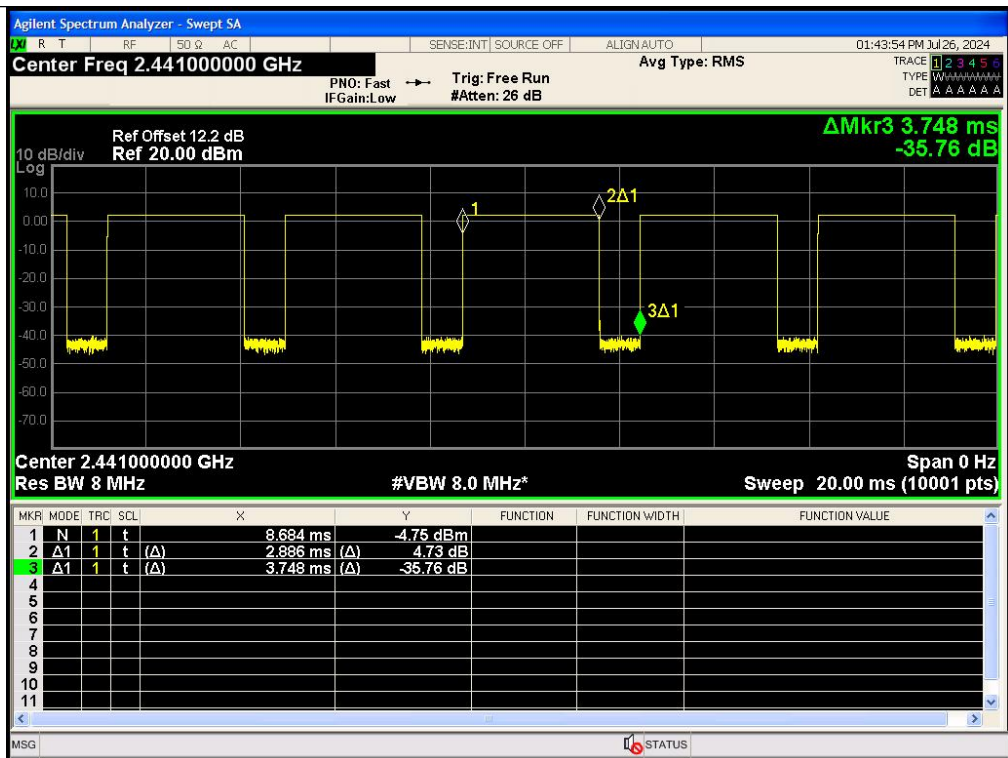 Agilent Spectrum Analyzer - Swept SA
LXI R T RF 50 Ω AC SENSE:INT SOURCE OFF ALIGN AUTO 01:43:54 PM Jul 26, 2024
Center Freq 2.441000000 GHz
PNO: Fast
IFGain:Low
Trig: Free Run
#Atten: 26 dB
Avg Type: RMS
TRACE 1 2 3 4 5 6
TYPE WWWWWW
DET A A A A A A
ΔMkr3 3.748 ms
-35.76 dB
Ref Offset 12.2 dB
10 dB/div Ref 20.00 dBm
Log
10.0
0.00
-10.0
-20.0
-30.0
-40.0
-50.0
-60.0
-70.0
1
2Δ1
3Δ1
Center 2.441000000 GHz Span 0 Hz
Res BW 8 MHz #VBW 8.0 MHz* Sweep 20.00 ms (10001 pts)
MKR MODE TRC SCL X Y FUNCTION FUNCTION WIDTH FUNCTION VALUE
1 N 1 t 8.684 ms -4.75 dBm
2 Δ1 1 t (Δ) 2.886 ms (Δ) 4.73 dB
3 Δ1 1 t (Δ) 3.748 ms (Δ) -35.76 dB
4
5
6
7
8
9
10
11
MSG STATUS